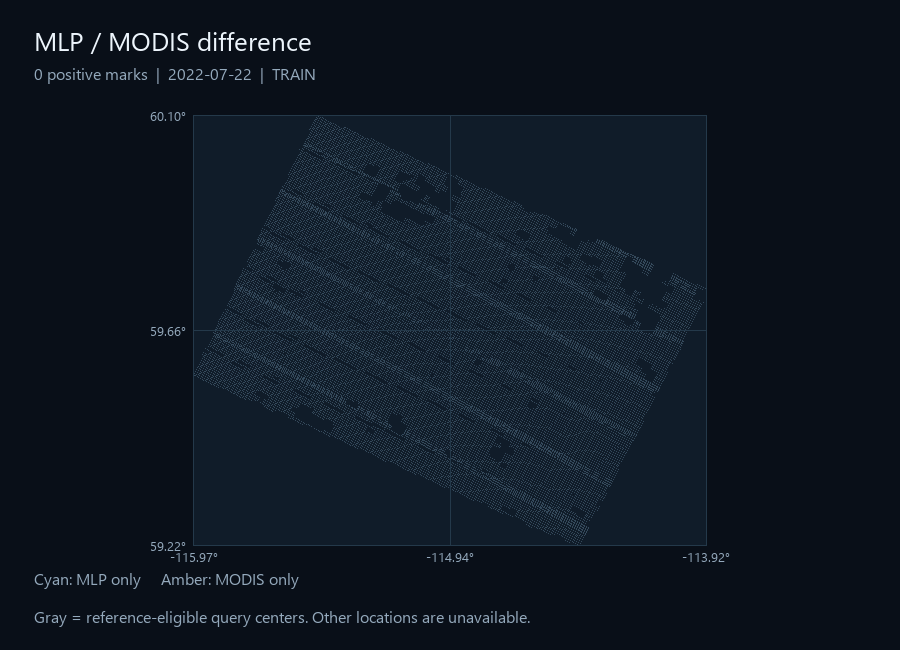 MLP / MODIS difference
0 positive marks | 2022-07-22 | TRAIN
60.10°
59.66°
59.22°
-115.97° -114.94° -113.92°
Cyan: MLP only Amber: MODIS only
Gray = reference-eligible query centers. Other locations are unavailable.